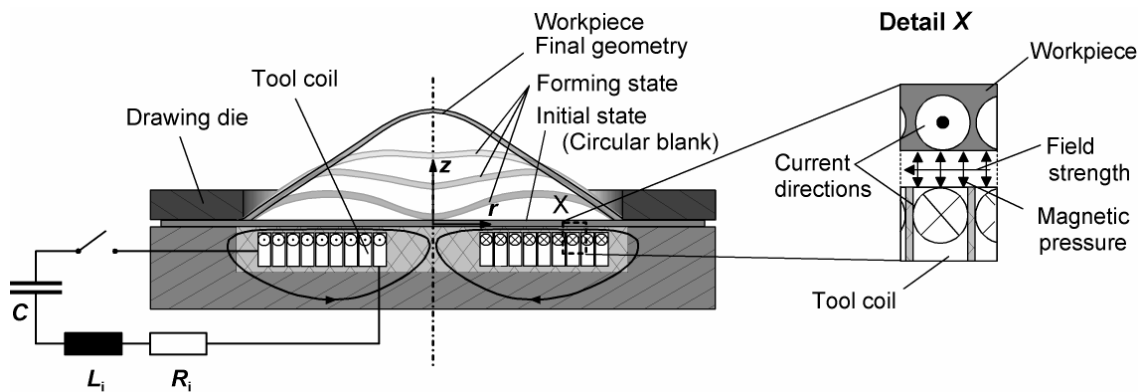 Workpiece
Final geometry
Tool coil
Forming state
Initial state
(Circular blank)
Drawing die
z
r
X
C
Li
Ri
Detail X
Workpiece
Current
directions
Field
strength
Magnetic
pressure
Tool coil